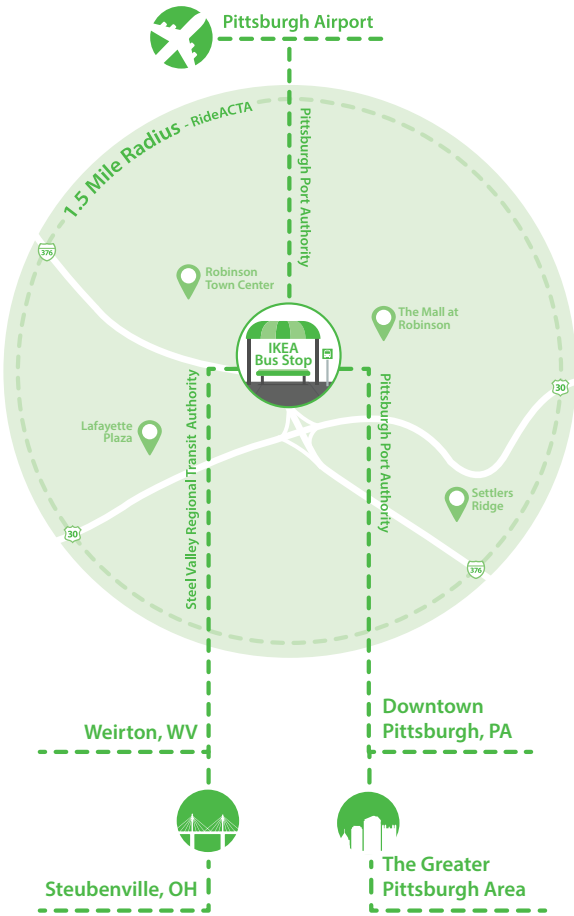 Pittsburgh Airport
1.5 Mile Radius - RideACTA
Pittsburgh Port Authority
376
Robinson
Town Center
The Mall at
Robinson
IKEA
Bus Stop
30
Lafayette
Plaza
Steel Valley Regional Transit Authority
Pittsburgh Port Authority
Settlers
Ridge
30
376
Weirton, WV
Downtown
Pittsburgh, PA
Steubenville, OH
The Greater
Pittsburgh Area